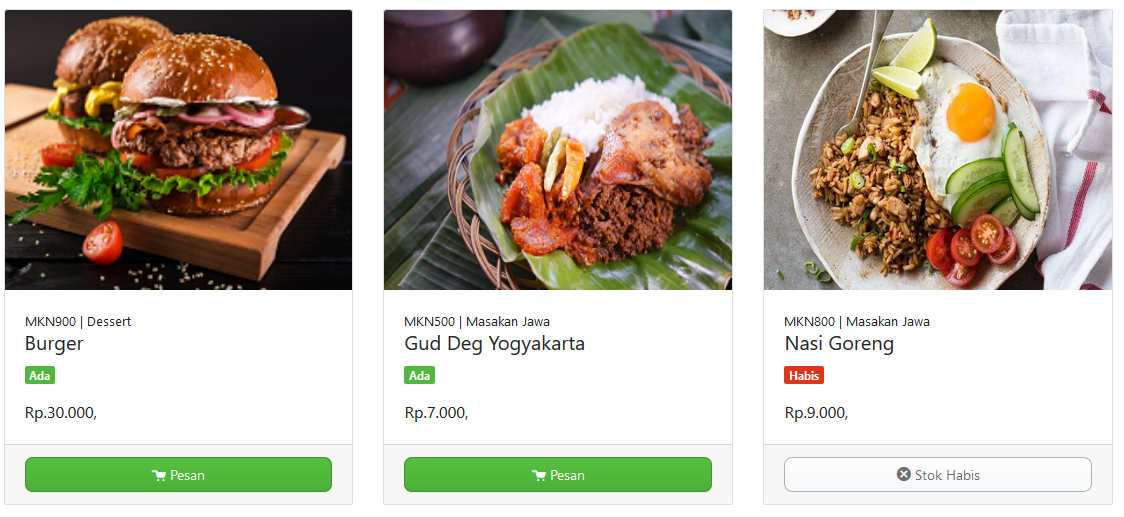 MKN900 | Dessert
Burger
Ada
Rp.30.000,
Pesan
MKN500 | Masakan Jawa
Gud Deg Yogyakarta
Ada
Rp.7.000,
Pesan
MKN800 | Masakan Jawa
Nasi Goreng
Habis
Rp.9.000,
Stok Habis